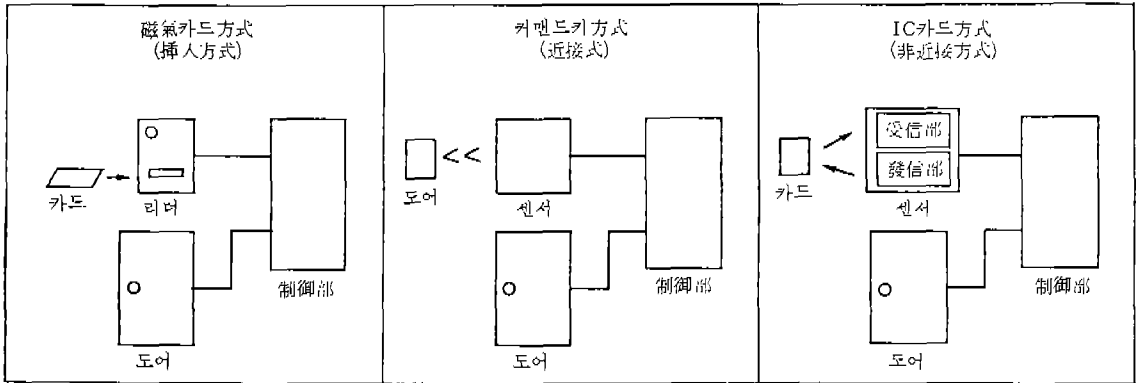 磁氣카드方式
(揷入方式)
카드
리더
制御部
도어
커맨드키方式
(近接式)
도어
센서
制御部
도어
IC카드方式
(非近接方式)
受信部
發信部
카드
센서
制御部
도어